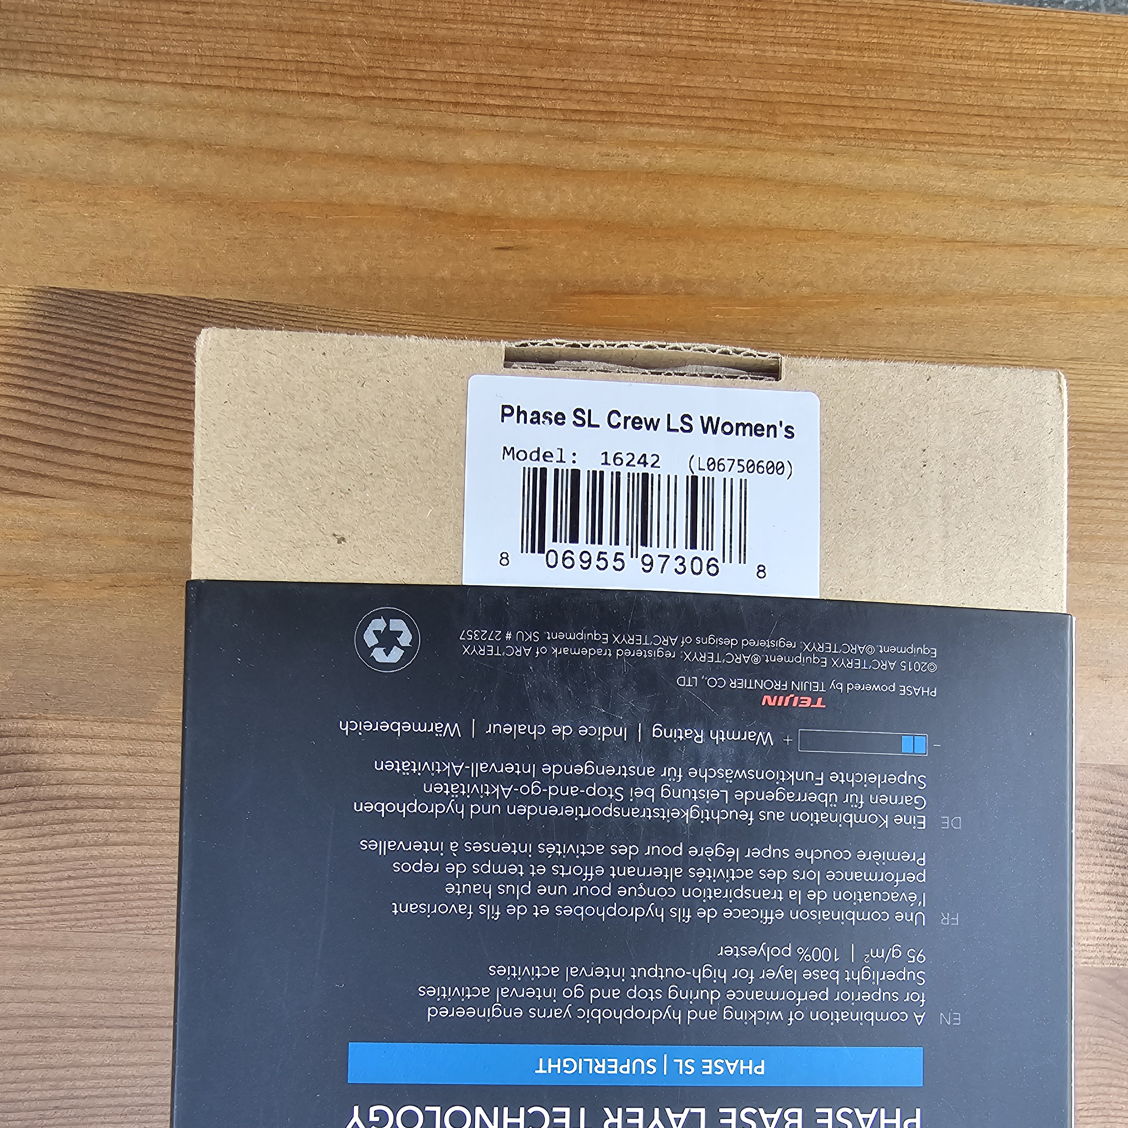 Phase SL Crew LS Women's
Model: 16242 (L06750600)
8 06955 97306 8
PHASE BASE LAYER TECHNOLOGY
PHASE SL | SUPERLIGHT
EN A combination of wicking and hydrophobic yarns engineered
for superior performance during stop and go interval activities
Superlight base layer for high-output interval activities
95 g/m² | 100% polyester
FR Une combinaison efficace de fils hydrophobes et de fils favorisant
l'évacuation de la transpiration conçue pour une plus haute
performance lors des activités alternant efforts et temps de repos
Première couche super légère pour des activités intenses à intervalles
DE Eine Kombination aus feuchtigkeitstransportierenden und hydrophoben
Garnen für überragende Leistung bei Stop-and-go-Aktivitäten.
Superleichte Funktionswäsche für anstrengende Intervall-Aktivitäten
- + Warmth Rating | Indice de chaleur | Wärmebereich
TEIJIN
PHASE powered by TEIJIN FRONTIER CO., LTD
©2015 ARC'TERYX Equipment. ®ARC'TERYX: registered trademark of ARC'TERYX
Equipment. ®ARC'TERYX: registered designs of ARC'TERYX Equipment. SKU # 272357